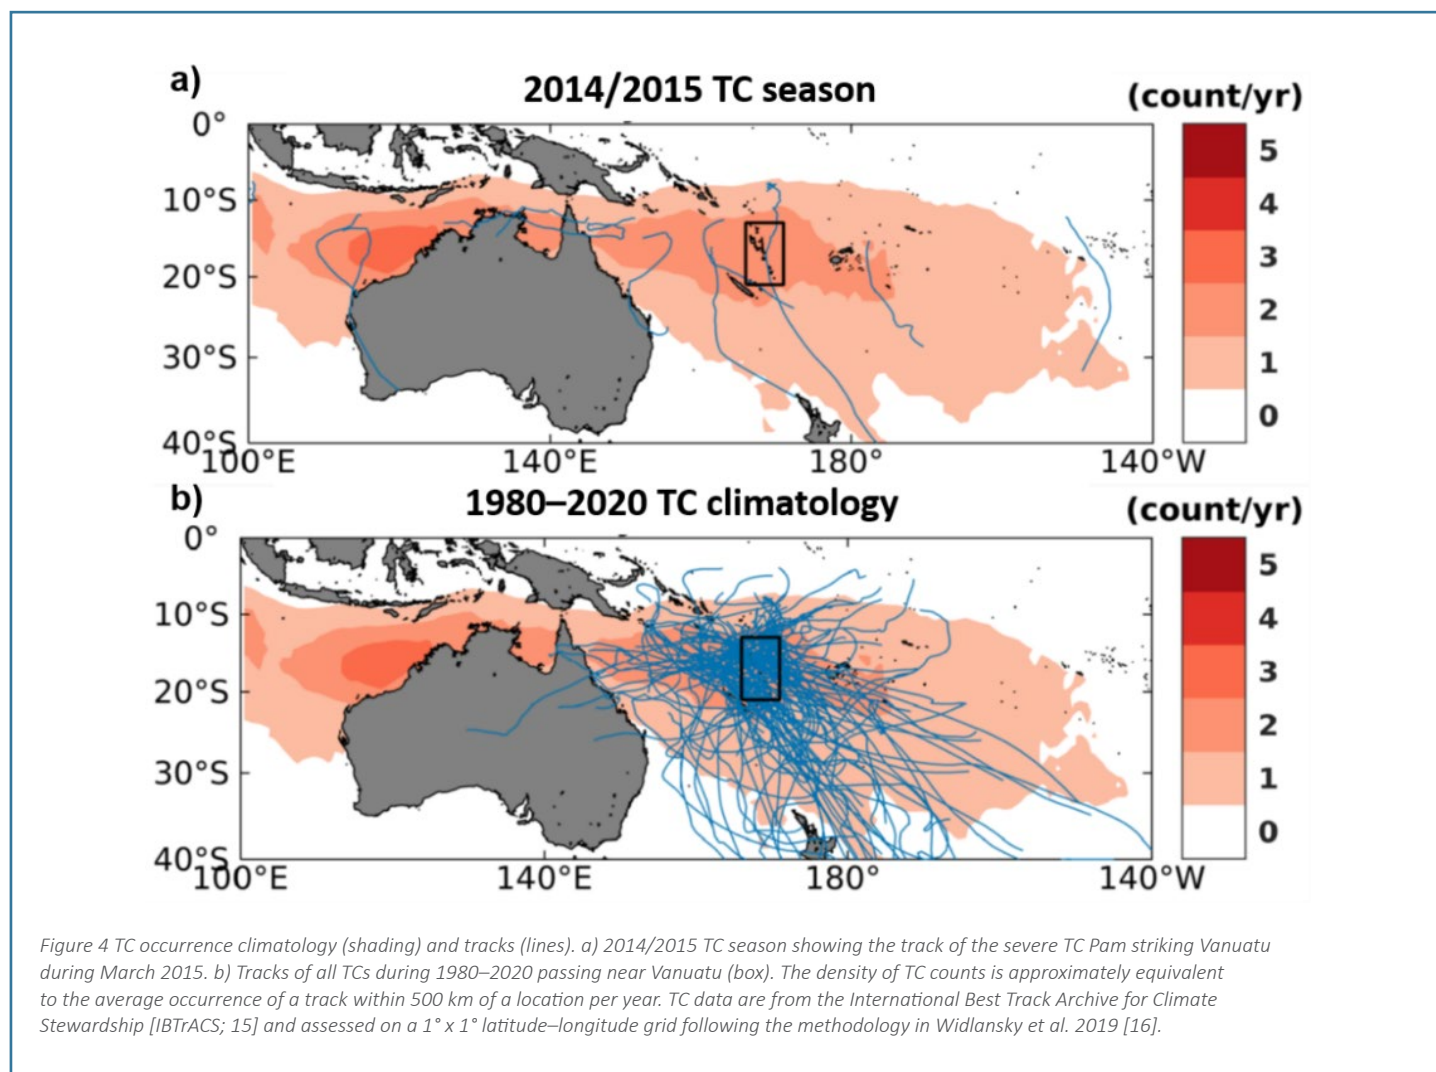 a)
2014/2015 TC season
(count/yr)
0°
10°S
20°S
30°S
40°S
100°E
140°E
180°
140°W
5
4
3
2
1
0
b)
1980–2020 TC climatology
(count/yr)
0°
10°S
20°S
30°S
40°S
100°E
140°E
180°
140°W
5
4
3
2
1
0
Figure 4 TC occurrence climatology (shading) and tracks (lines). a) 2014/2015 TC season showing the track of the severe TC Pam striking Vanuatu
during March 2015. b) Tracks of all TCs during 1980–2020 passing near Vanuatu (box). The density of TC counts is approximately equivalent
to the average occurrence of a track within 500 km of a location per year. TC data are from the International Best Track Archive for Climate
Stewardship [IBTrACS; 15] and assessed on a 1° x 1° latitude–longitude grid following the methodology in Widlansky et al. 2019 [16].